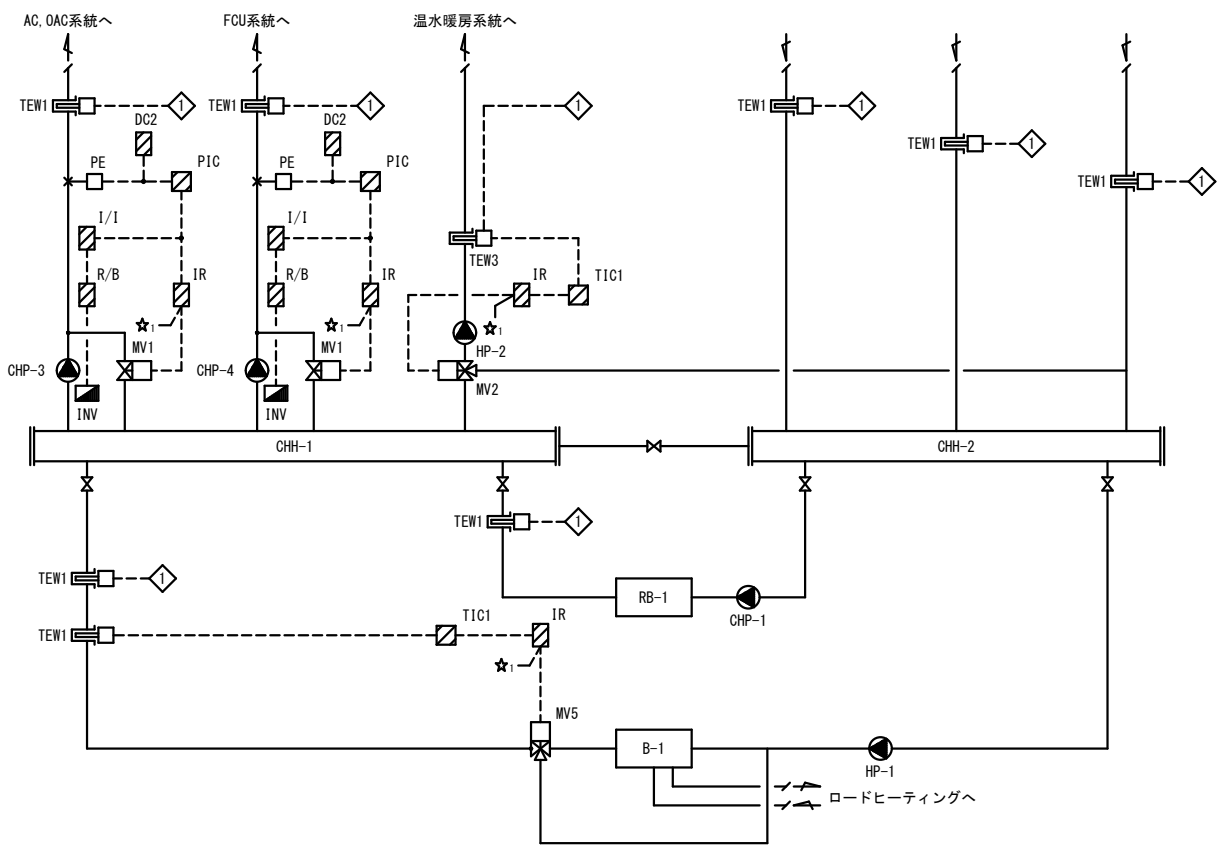 AC, OAC系統へ
FCU系統へ
温水暖房系統へ
TEW1
1
TEW1
1
1
TEW1
1
DC2
DC2
TEW1
1
PE
PIC
PE
PIC
TEW1
1
I/I
I/I
TEW3
R/B
IR
R/B
IR
IR
TIC1
☆1
☆1
☆1
MV1
MV1
HP-2
CHP-3
CHP-4
MV2
INV
INV
CHH-1
CHH-2
TEW1
1
TEW1
1
RB-1
CHP-1
TEW1
TIC1
IR
☆1
MV5
B-1
HP-1
ロードヒーティングへ